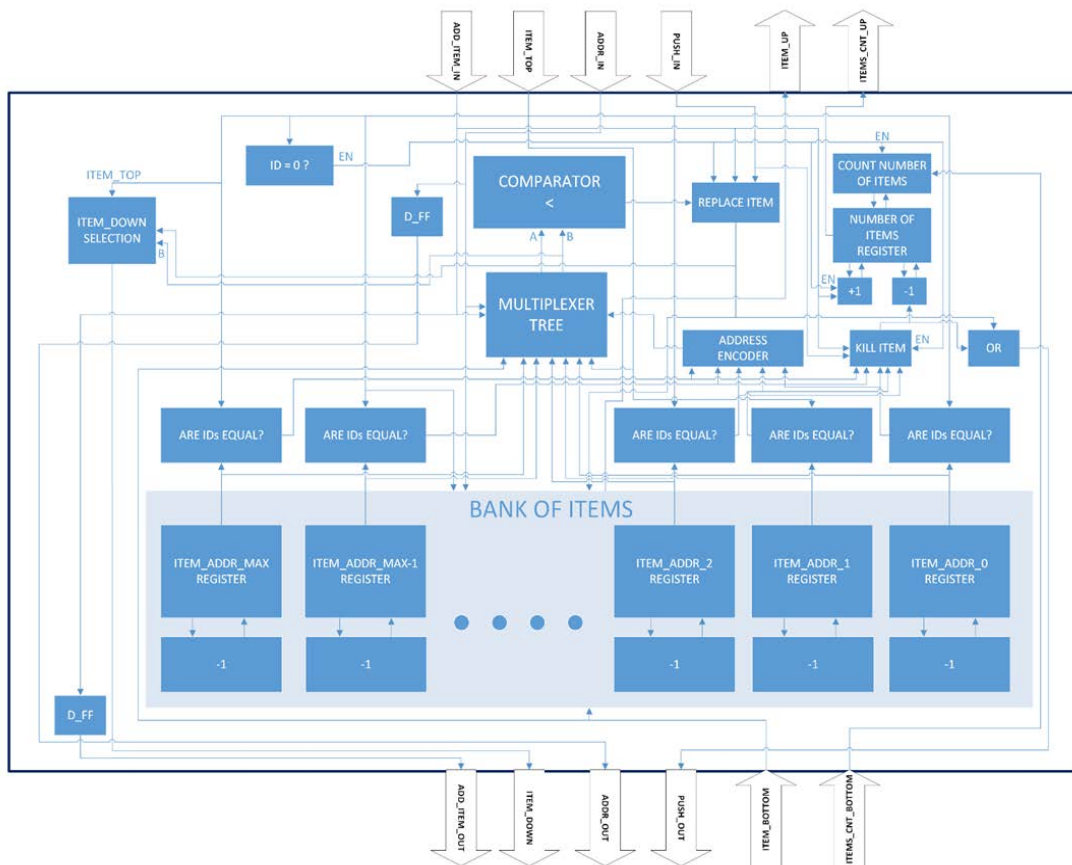 ADD_ITEM_IN
ITEM_TOP
ADDR_IN
PUSH_IN
ITEM_UP
ITEMS_CNT_UP
ID = 0 ?
EN
EN
ITEM_TOP
COMPARATOR
<
COUNT NUMBER
OF ITEMS
D_FF
REPLACE ITEM
ITEM_DOWN
SELECTION
B
NUMBER OF
ITEMS
REGISTER
A
B
EN
+1
-1
MULTIPLEXER
TREE
ADDRESS
ENCODER
KILL ITEM
EN
OR
ARE IDs EQUAL?
ARE IDs EQUAL?
ARE IDs EQUAL?
ARE IDs EQUAL?
ARE IDs EQUAL?
BANK OF ITEMS
ITEM_ADDR_MAX
REGISTER
ITEM_ADDR_MAX-1
REGISTER
ITEM_ADDR_2
REGISTER
ITEM_ADDR_1
REGISTER
ITEM_ADDR_0
REGISTER
-1
-1
-1
-1
-1
D_FF
ADD_ITEM_OUT
ITEM_DOWN
ADDR_OUT
PUSH_OUT
ITEM_BOTTOM
ITEMS_CNT_BOTTOM